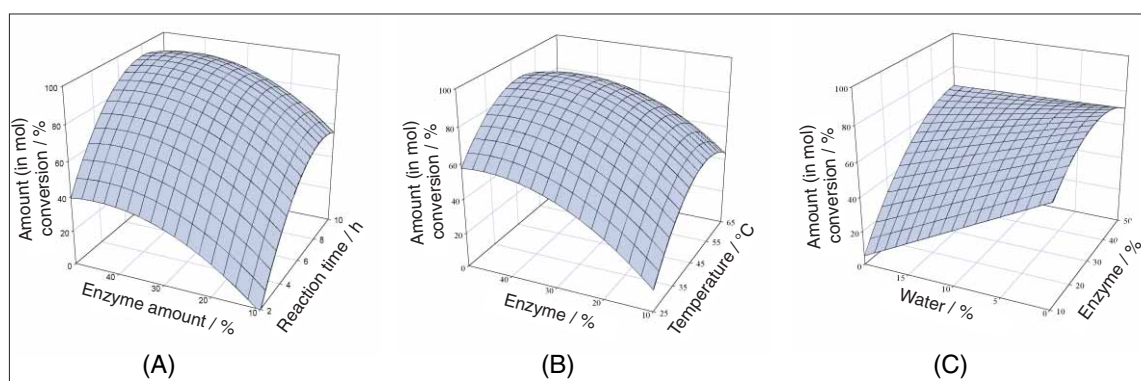 Amount (in mol)
conversion / %
100
80
60
40
20
0
40
30
20
10
Enzyme amount / %
2
4
6
8
10
Reaction time / h
(A)
Amount (in mol)
conversion / %
100
80
60
40
20
0
40
30
20
10
Enzyme / %
25
35
45
55
65
Temperature / °C
(B)
Amount (in mol)
conversion / %
100
80
60
40
20
0
15
10
5
0
Water / %
10
20
30
40
Enzyme / %
(C)